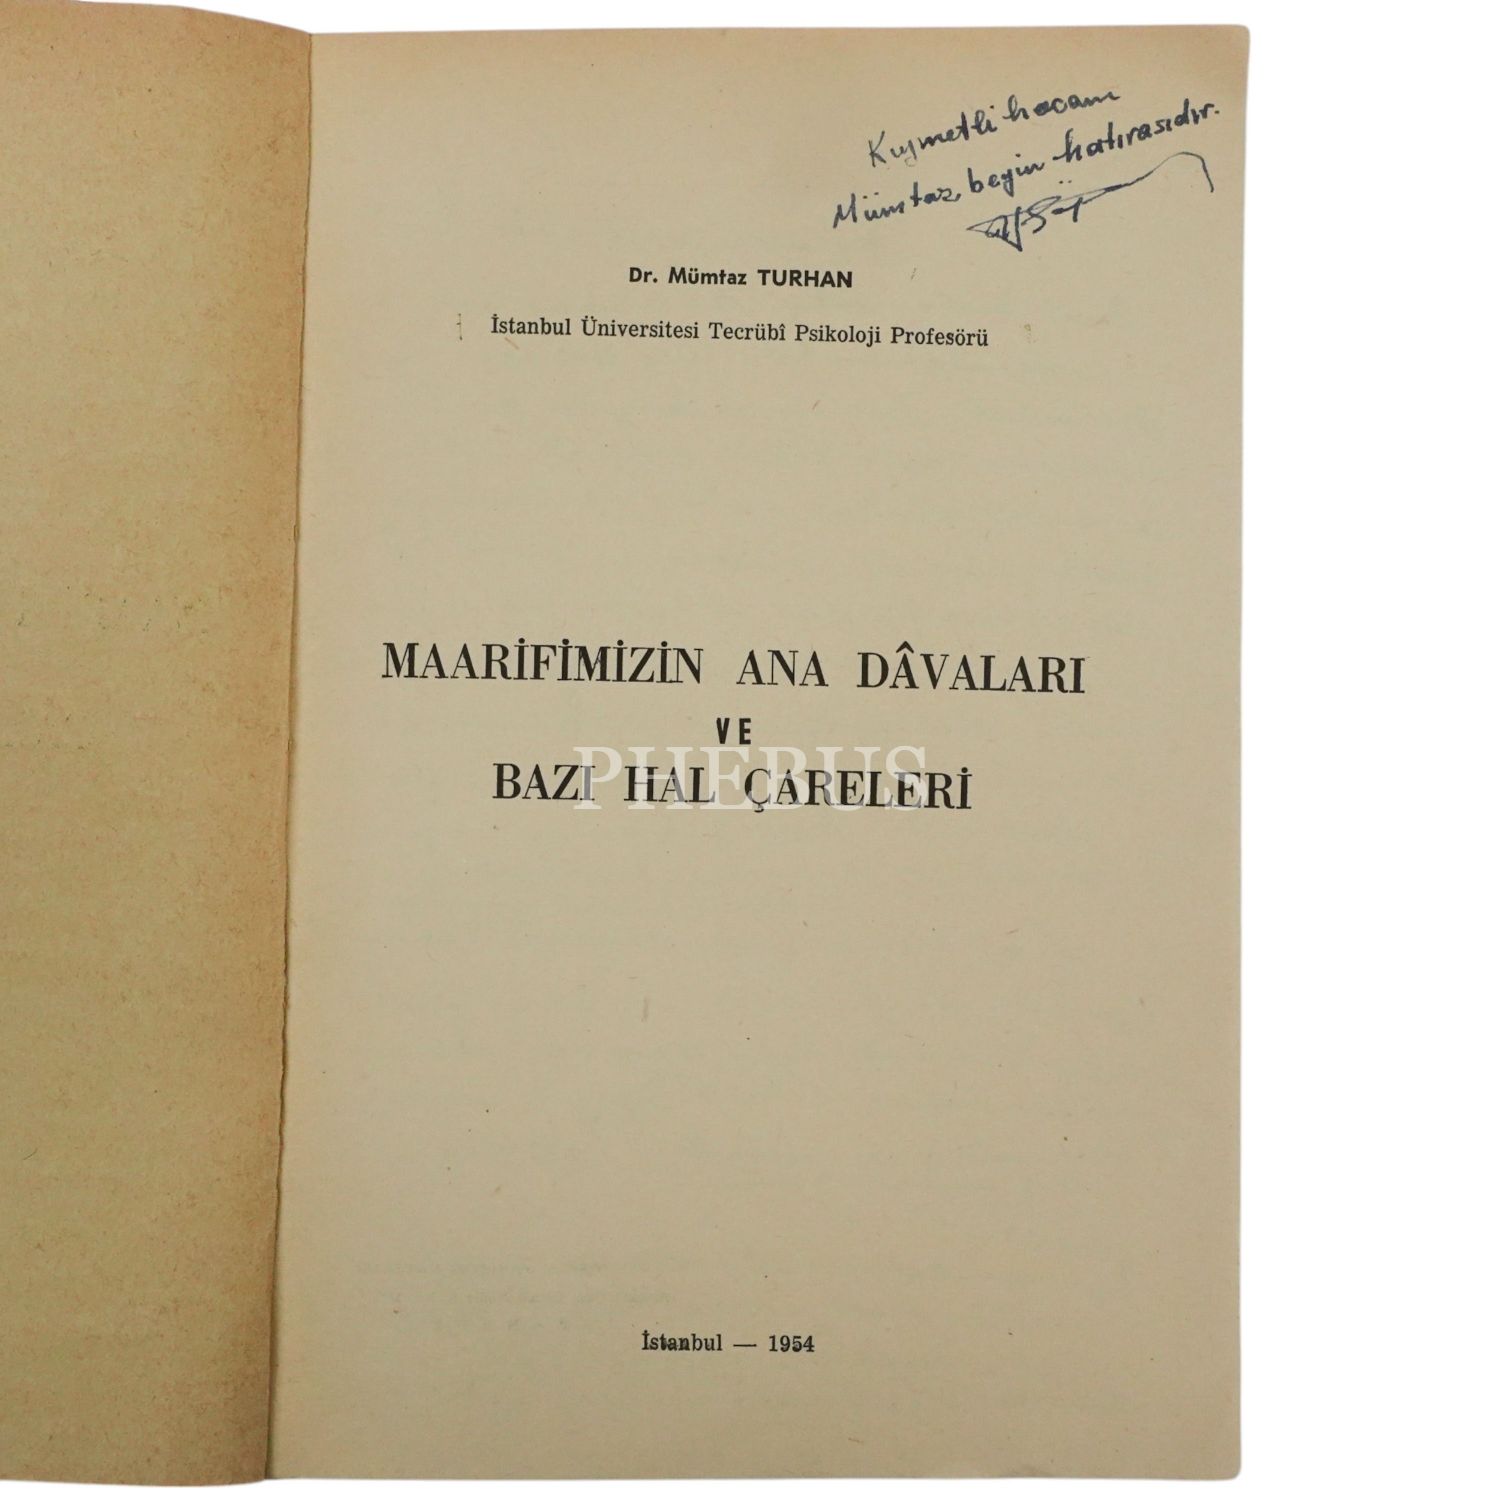 Kıymetli hocam
Mümtaz beyin hatırasıdır.
Dr. Mümtaz TURHAN
İstanbul Üniversitesi Tecrübî Psikoloji Profesörü
MAARİFİMİZİN ANA DÂVALARI
VE
BAZI HAL ÇARELERİ
PHEBUS
İstanbul — 1954